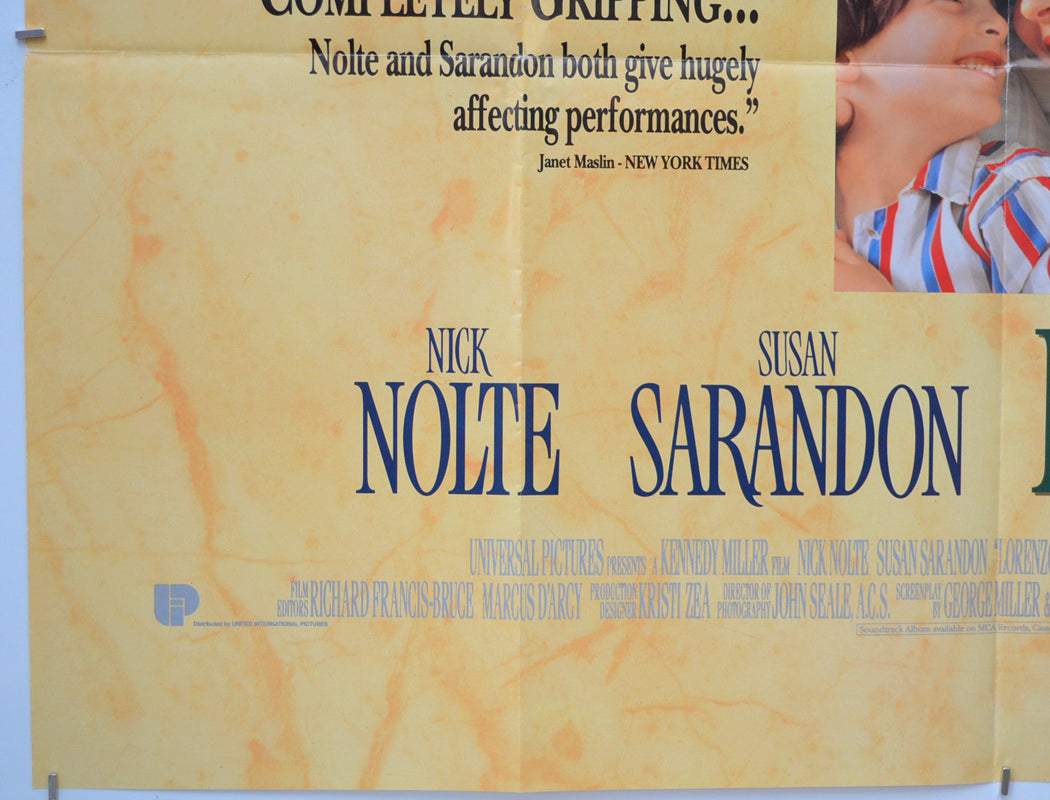 COMPLETELY GRIPPING...
Nolte and Sarandon both give hugely
affecting performances.”
Janet Maslin - NEW YORK TIMES
NICK
NOLTE
SUSAN
SARANDON
UNIVERSAL PICTURES PRESENTS A KENNEDY MILLER FILM NICK NOLTE SUSAN SARANDON “LORENZO
FILM EDITORS RICHARD FRANCIS-BRUCE MARCUS D'ARCY PRODUCTION DESIGNER KRISTI ZEA DIRECTOR OF PHOTOGRAPHY JOHN SEALE, A.C.S. SCREENPLAY BY GEORGE MILLER &
UIP
Distributed by UNITED INTERNATIONAL PICTURES
Soundtrack Album available on MCA Records,